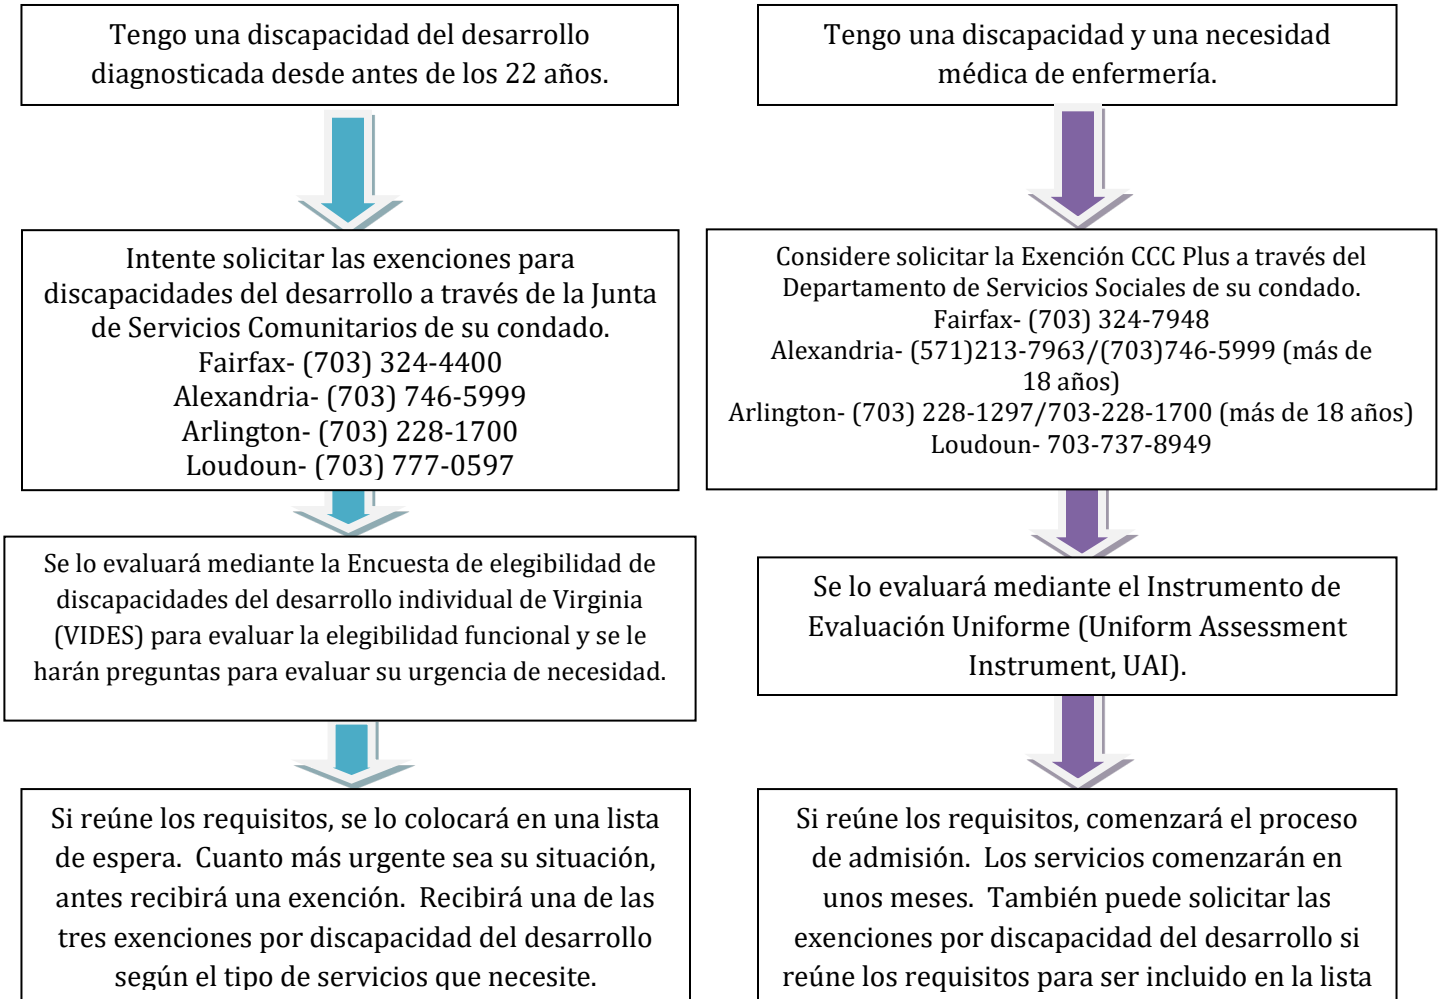 Tengo una discapacidad del desarrollo
diagnosticada desde antes de los 22 años.
Intente solicitar las exenciones para
discapacidades del desarrollo a través de la Junta
de Servicios Comunitarios de su condado.
Fairfax- (703) 324-4400
Alexandria- (703) 746-5999
Arlington- (703) 228-1700
Loudoun- (703) 777-0597
Se lo evaluará mediante la Encuesta de elegibilidad de
discapacidades del desarrollo individual de Virginia
(VIDES) para evaluar la elegibilidad funcional y se le
harán preguntas para evaluar su urgencia de necesidad.
Si reúne los requisitos, se lo colocará en una lista
de espera.  Cuanto más urgente sea su situación,
antes recibirá una exención.  Recibirá una de las
tres exenciones por discapacidad del desarrollo
según el tipo de servicios que necesite.
Tengo una discapacidad y una necesidad
médica de enfermería.
Considere solicitar la Exención CCC Plus a través del
Departamento de Servicios Sociales de su condado.
Fairfax- (703) 324-7948
Alexandria- (571)213-7963/(703)746-5999 (más de
18 años)
Arlington- (703) 228-1297/703-228-1700 (más de 18 años)
Loudoun- 703-737-8949
Se lo evaluará mediante el Instrumento de
Evaluación Uniforme (Uniform Assessment
Instrument, UAI).
Si reúne los requisitos, comenzará el proceso
de admisión.  Los servicios comenzarán en
unos meses.  También puede solicitar las
exenciones por discapacidad del desarrollo si
reúne los requisitos para ser incluido en la lista